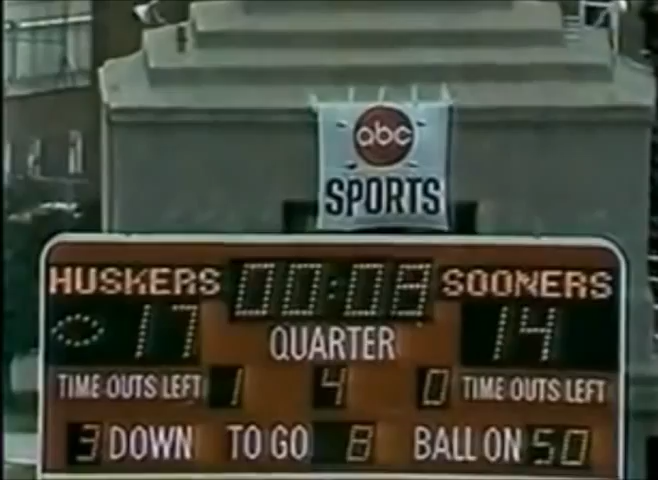 abc
SPORTS
HUSKERS 00:08 SOONERS
17 QUARTER 14
TIME OUTS LEFT 1 4 0 TIME OUTS LEFT
3 DOWN TO GO 8 BALL ON 50